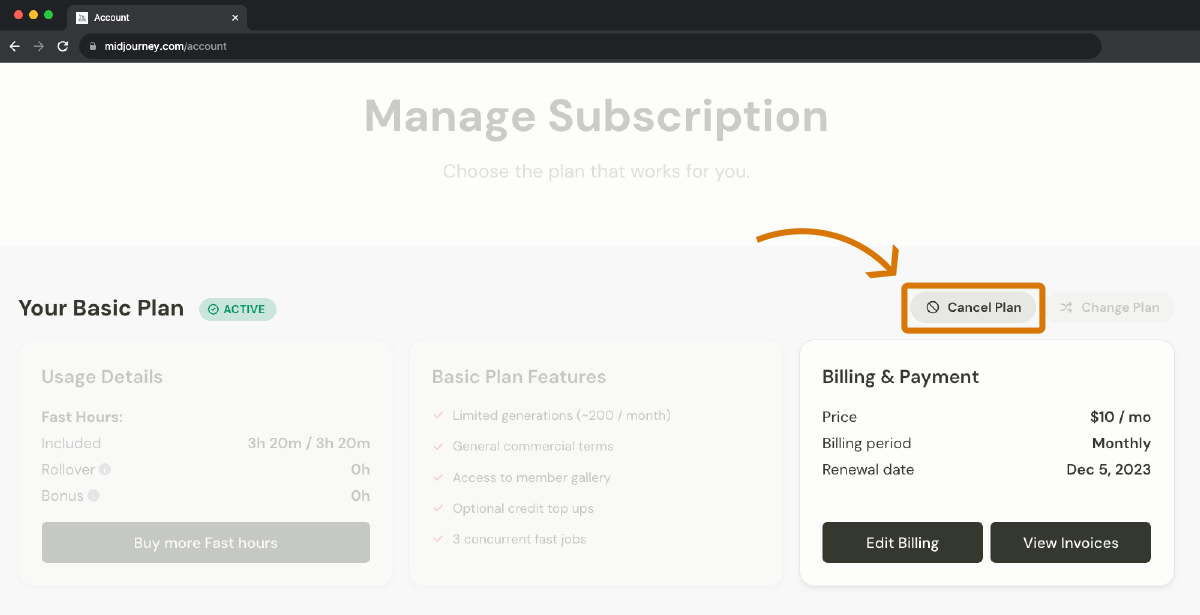 Account
midjourney.com/account
Manage Subscription
Choose the plan that works for you.
Your Basic Plan
ACTIVE
Cancel Plan
Change Plan
Usage Details
Fast Hours:
Included 3h 20m / 3h 20m
Rollover 0h
Bonus 0h
Buy more Fast hours
Basic Plan Features
Limited generations (~200 / month)
General commercial terms
Access to member gallery
Optional credit top ups
3 concurrent fast jobs
Billing & Payment
Price $10 / mo
Billing period Monthly
Renewal date Dec 5, 2023
Edit Billing
View Invoices